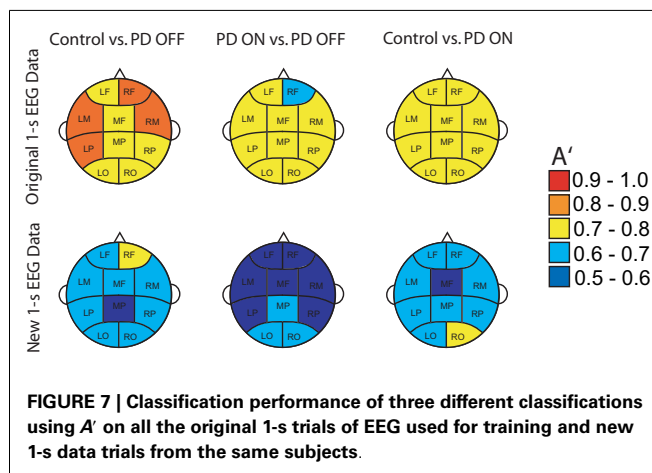 Control vs. PD OFF PD ON vs. PD OFF Control vs. PD ON
Original 1-s EEG Data
LF RF
LM MF RM
LP MP RP
LO RO
LF RF
LM MF RM
LP MP RP
LO RO
LF RF
LM MF RM
LP MP RP
LO RO
A'
0.9 - 1.0
0.8 - 0.9
0.7 - 0.8
0.6 - 0.7
0.5 - 0.6
New 1-s EEG Data
LF RF
LM MF RM
LP MP RP
LO RO
LF RF
LM MF RM
LP MP RP
LO RO
LF RF
LM MF RM
LP MP RP
LO RO
FIGURE 7 | Classification performance of three different classifications
using A′ on all the original 1-s trials of EEG used for training and new
1-s data trials from the same subjects.